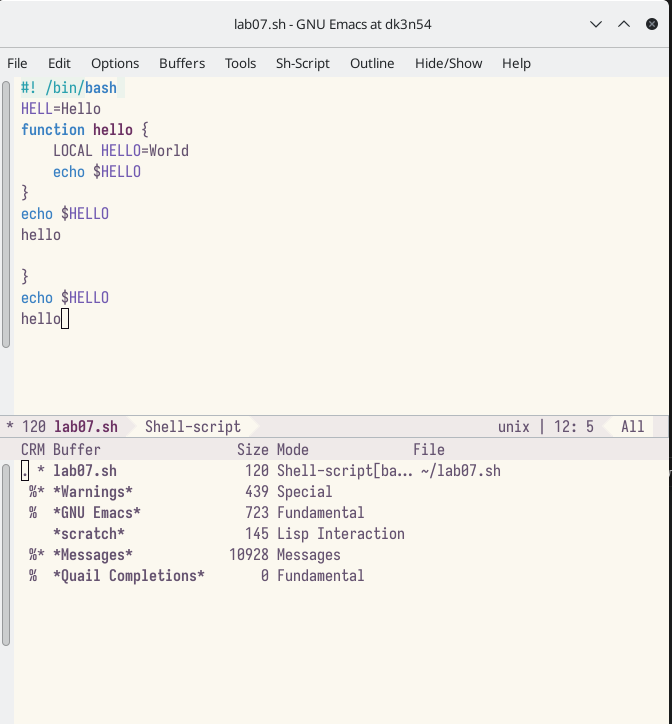 lab07.sh - GNU Emacs at dk3n54
File Edit Options Buffers Tools Sh-Script Outline Hide/Show Help
#! /bin/bash
HELL=Hello
function hello {
    LOCAL HELLO=World
    echo $HELLO
}
echo $HELLO
hello
}
echo $HELLO
hello
* 120 lab07.sh Shell-script unix | 12: 5 All
CRM Buffer Size Mode File
. * lab07.sh 120 Shell-script[ba... ~/lab07.sh
%* *Warnings* 439 Special
% *GNU Emacs* 723 Fundamental
*scratch* 145 Lisp Interaction
%* *Messages* 10928 Messages
% *Quail Completions* 0 Fundamental